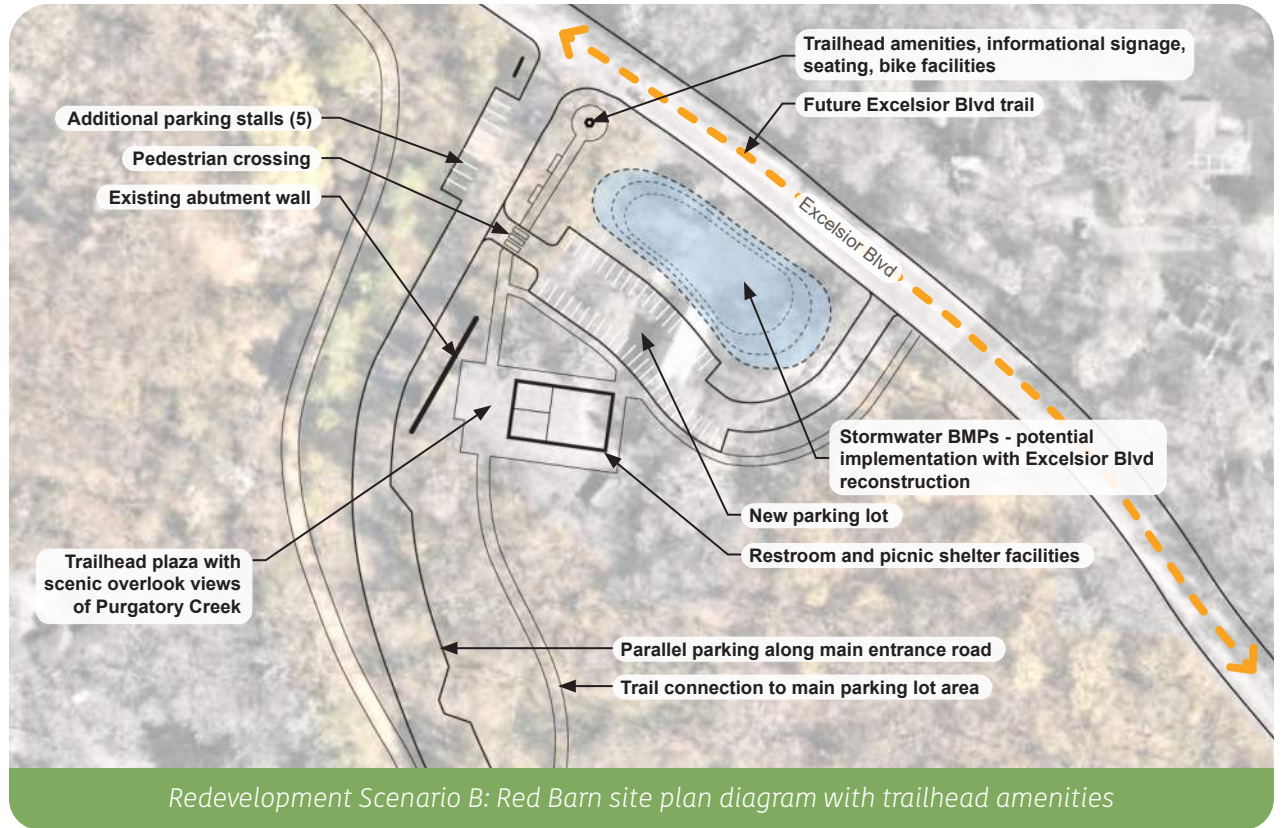 Trailhead amenities, informational signage,
seating, bike facilities
Future Excelsior Blvd trail
Additional parking stalls (5)
Pedestrian crossing
Existing abutment wall
Excelsior Blvd
Stormwater BMPs - potential
implementation with Excelsior Blvd
reconstruction
New parking lot
Restroom and picnic shelter facilities
Trailhead plaza with
scenic overlook views
of Purgatory Creek
Parallel parking along main entrance road
Trail connection to main parking lot area
Redevelopment Scenario B: Red Barn site plan diagram with trailhead amenities